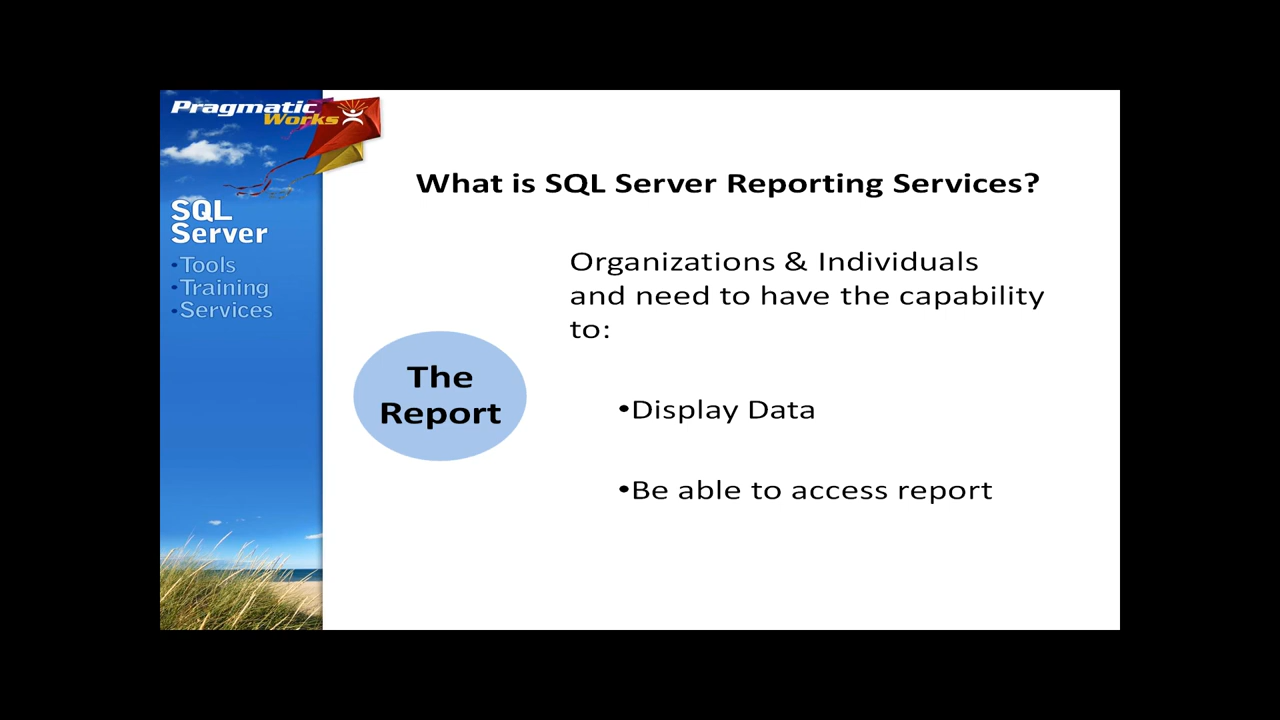 Pragmatic
Works
SQL
Server
•Tools
•Training
•Services
What is SQL Server Reporting Services?
Organizations & Individuals
and need to have the capability
to:
The
Report
•Display Data
•Be able to access report